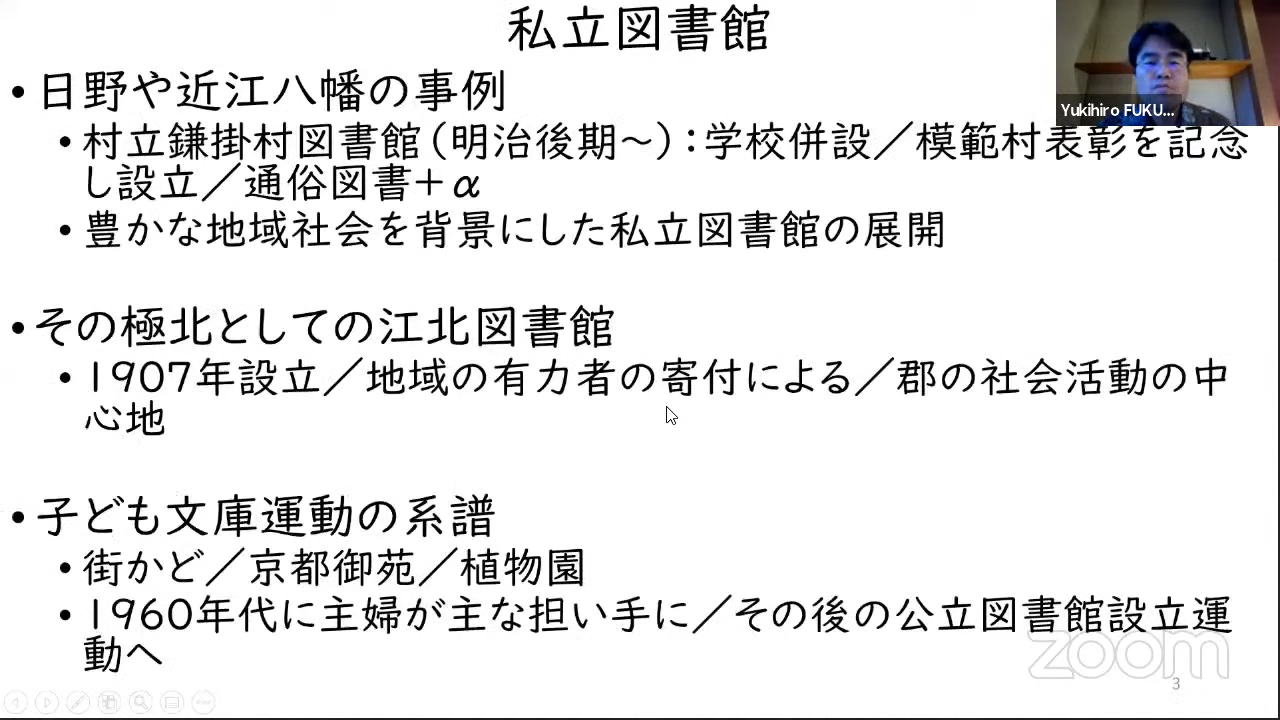 私立図書館
Yukihiro FUKU...
• 日野や近江八幡の事例
• 村立鎌掛村図書館（明治後期～）：学校併設／模範村表彰を記念
し設立／通俗図書＋α
• 豊かな地域社会を背景にした私立図書館の展開
• その極北としての江北図書館
• 1907年設立／地域の有力者の寄付による／郡の社会活動の中
心地
• 子ども文庫運動の系譜
• 街かど／京都御苑／植物園
• 1960年代に主婦が主な担い手に／その後の公立図書館設立運
動へ
zoom
3